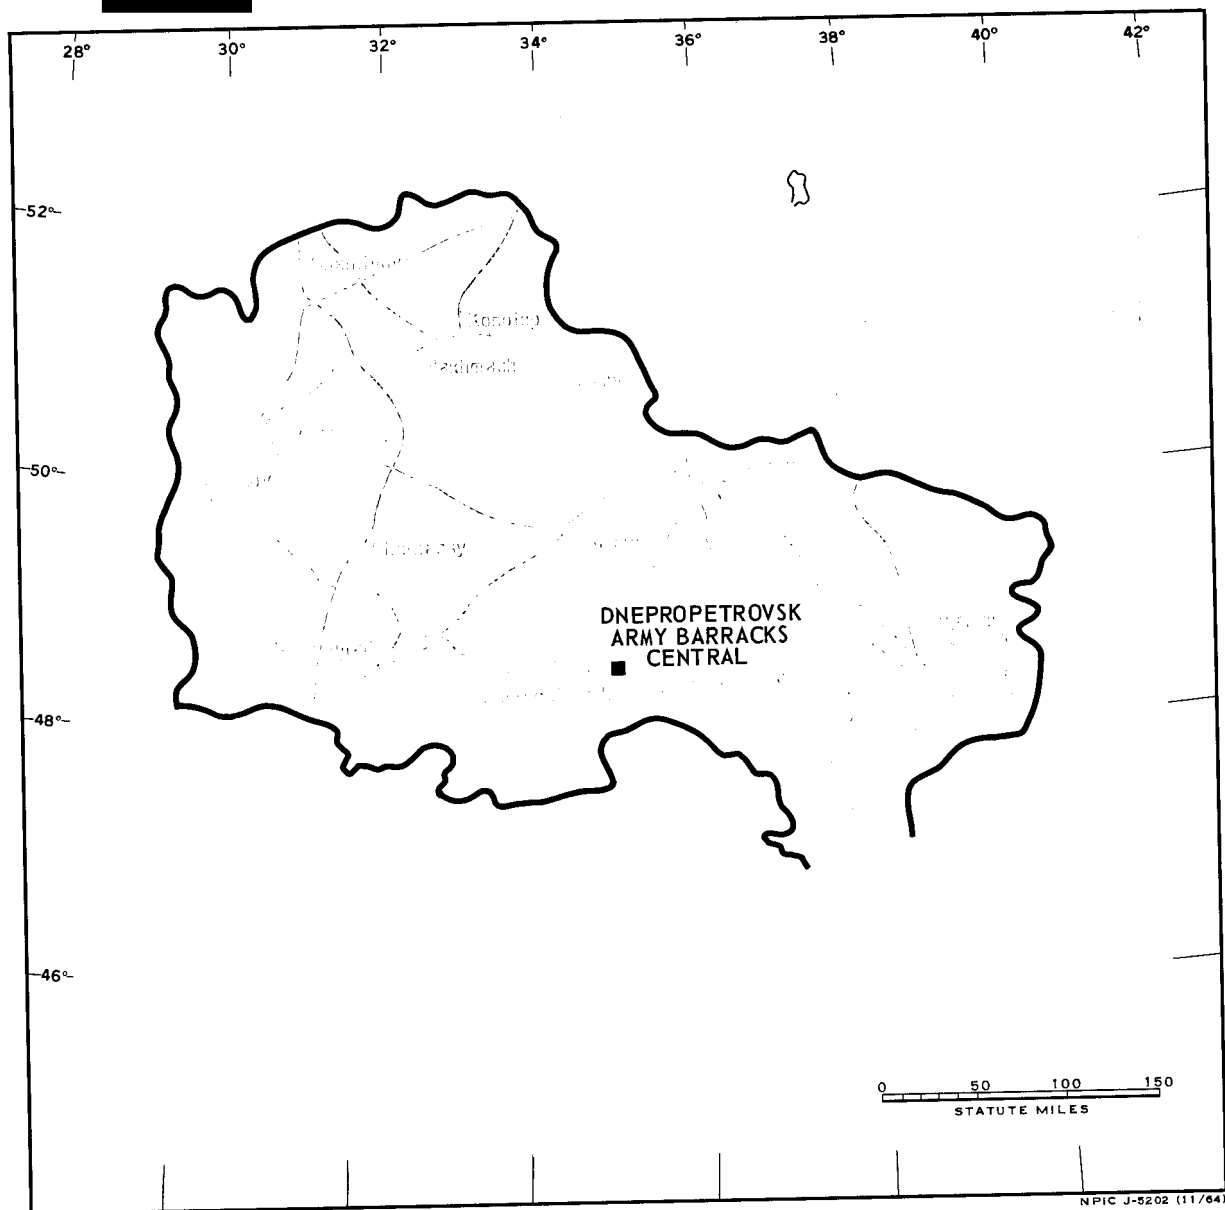 28° 30° 32° 34° 36° 38° 40° 42°
52°
Konotop
50°
DNEPROPETROVSK
ARMY BARRACKS
CENTRAL
48°
46°
0 50 100 150
STATUTE MILES
NPIC J-5202 (11/64)